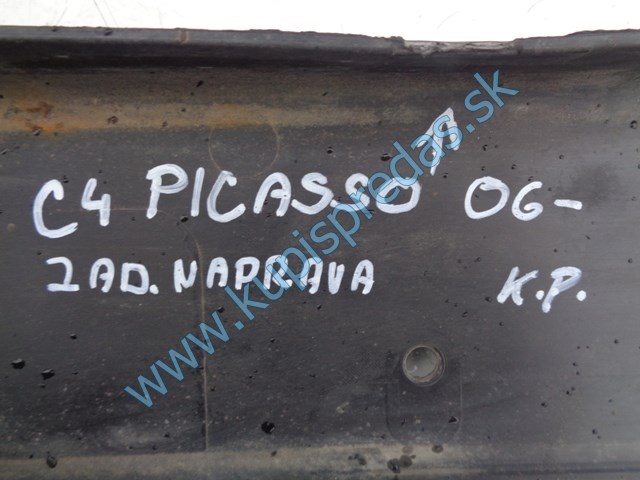 C4 PICASSO 06-
ZAD. NAPRAVA K.P.
www.kupispredas.sk